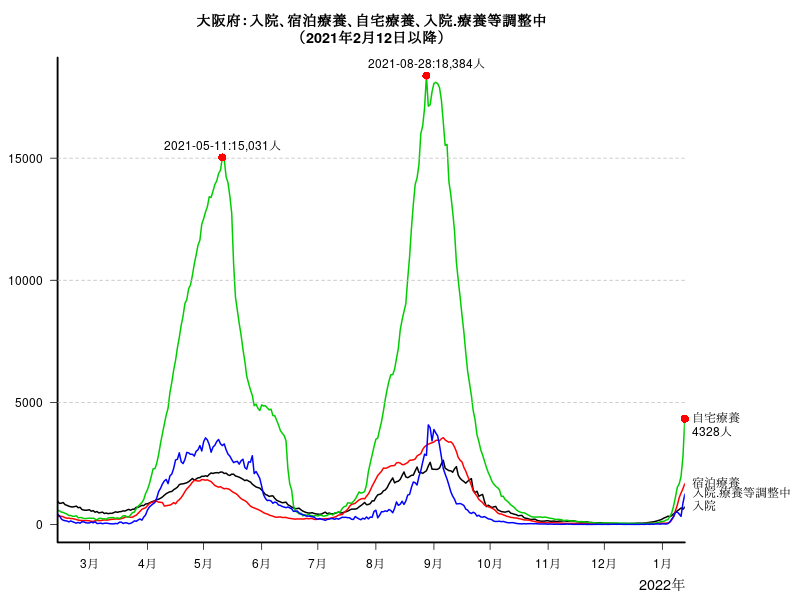 大阪府：入院、宿泊療養、自宅療養、入院.療養等調整中
（2021年2月12日以降）
2021-08-28:18,384人
2021-05-11:15,031人
15000
10000
5000
0
自宅療養
4328人
宿泊療養
入院.療養等調整中
入院
3月 4月 5月 6月 7月 8月 9月 10月 11月 12月 1月
2022年